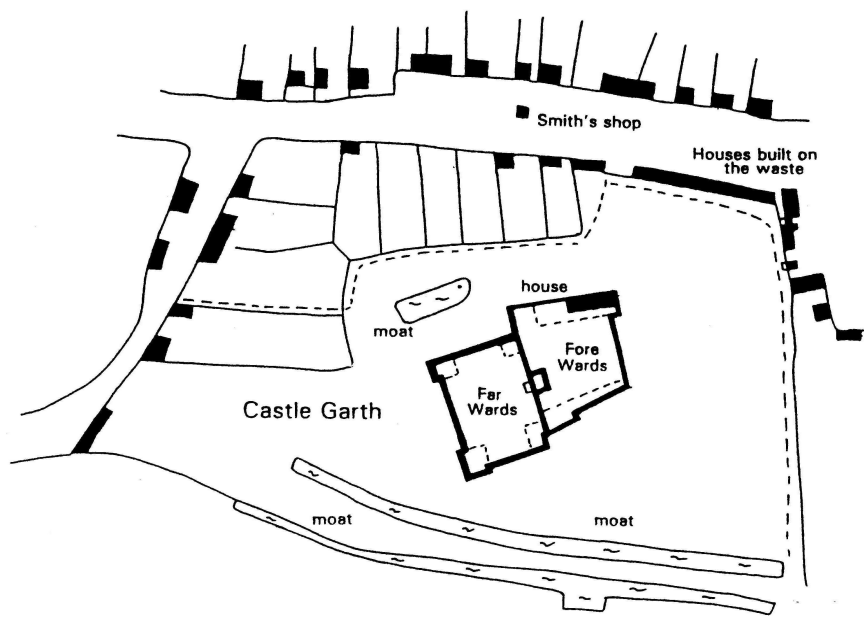 Smith's shop
Houses built on
the waste
house
moat
Fore
Wards
Far
Wards
Castle Garth
moat
moat